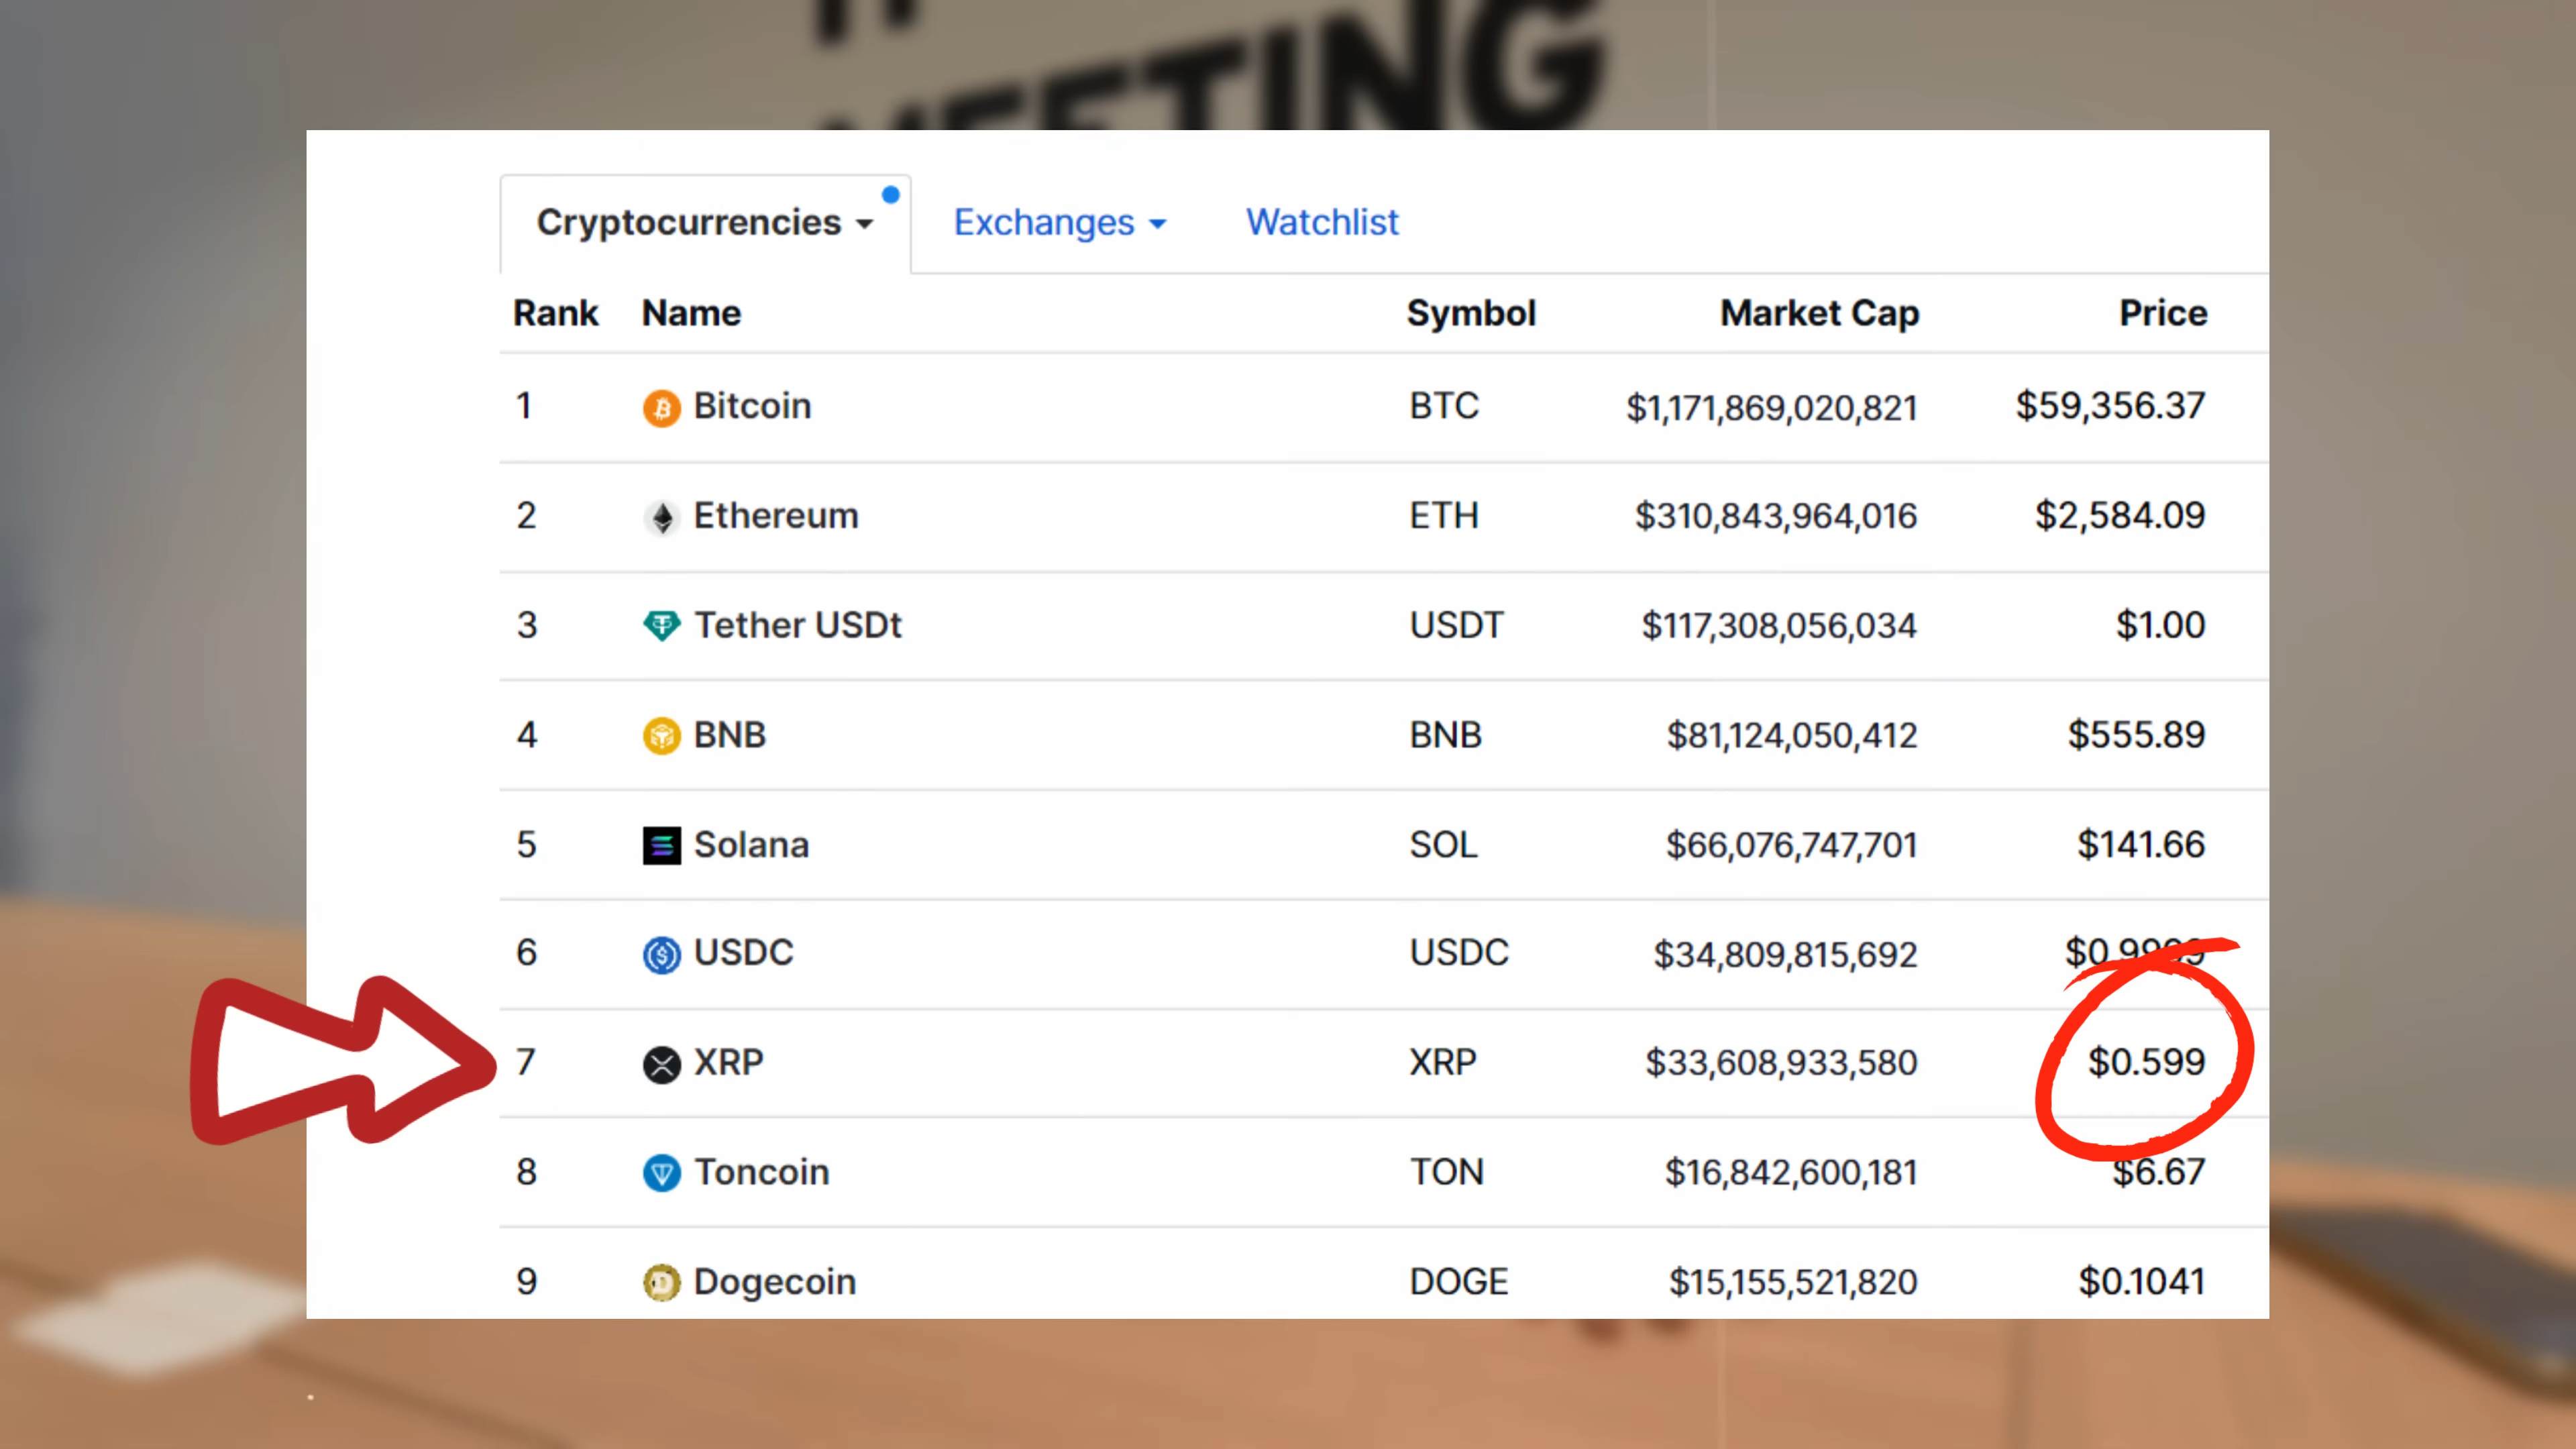 MEETING
Cryptocurrencies Exchanges Watchlist
Rank Name Symbol Market Cap Price
1 Bitcoin BTC $1,171,869,020,821 $59,356.37
2 Ethereum ETH $310,843,964,016 $2,584.09
3 Tether USDt USDT $117,308,056,034 $1.00
4 BNB BNB $81,124,050,412 $555.89
5 Solana SOL $66,076,747,701 $141.66
6 USDC USDC $34,809,815,692
7 XRP XRP $33,608,933,580 $0.599
8 Toncoin TON $16,842,600,181 $6.67
9 Dogecoin DOGE $15,155,521,820 $0.1041